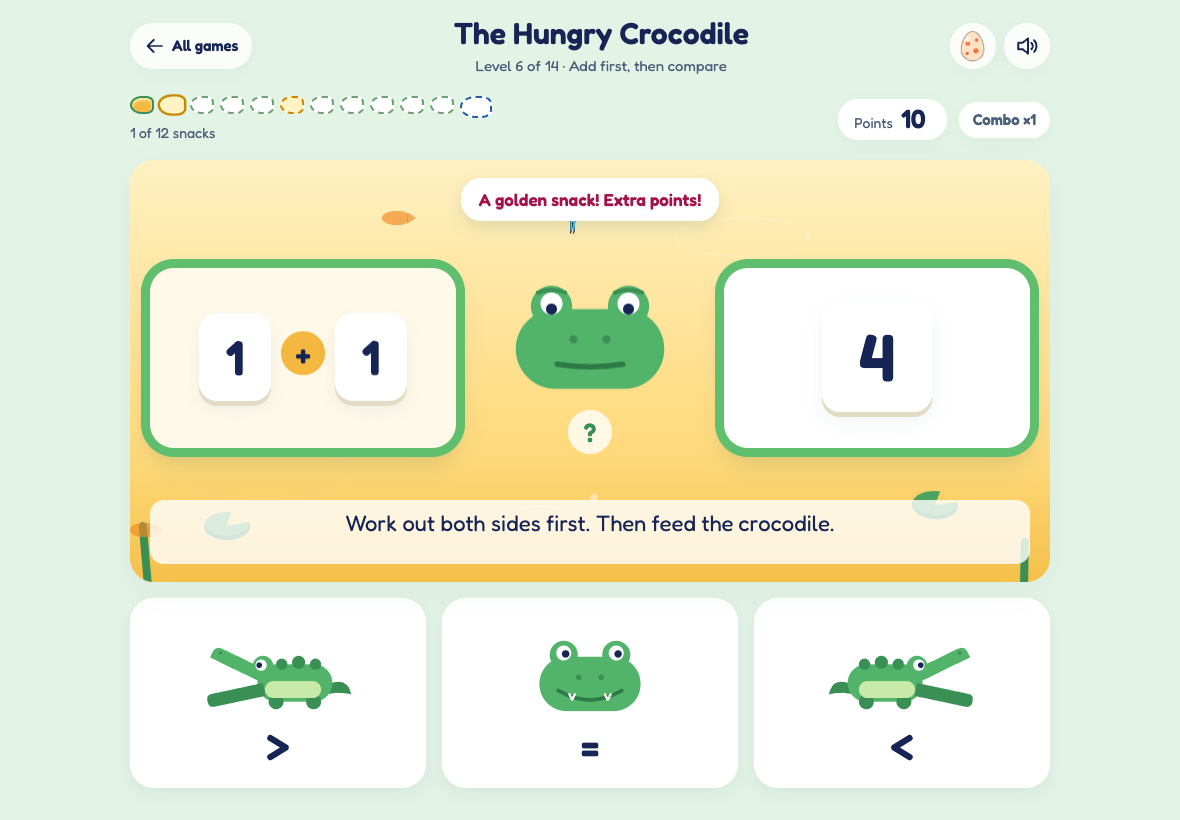 All games
The Hungry Crocodile
Level 6 of 14 · Add first, then compare
1 of 12 snacks
Points 10
Combo ×1
A golden snack! Extra points!
1 + 1
4
?
Work out both sides first. Then feed the crocodile.
>
=
<